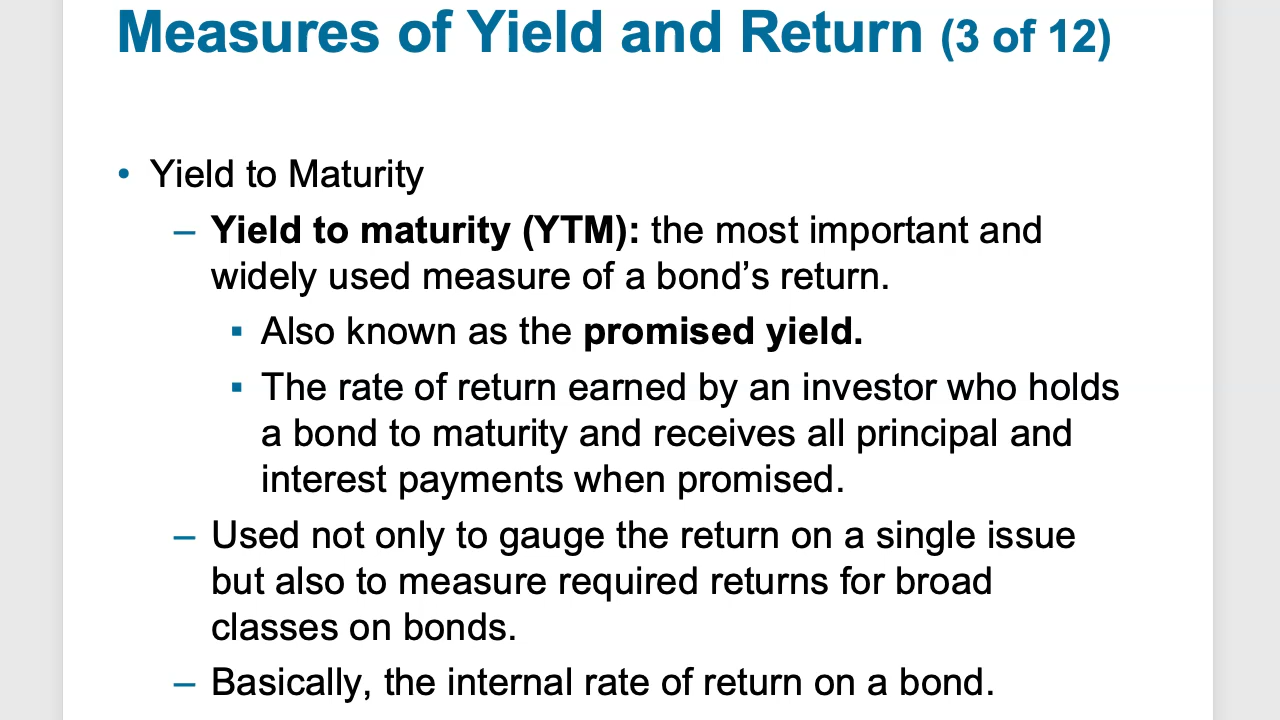 Measures of Yield and Return (3 of 12)
• Yield to Maturity
– Yield to maturity (YTM): the most important and
widely used measure of a bond’s return.
▪ Also known as the promised yield.
▪ The rate of return earned by an investor who holds
a bond to maturity and receives all principal and
interest payments when promised.
– Used not only to gauge the return on a single issue
but also to measure required returns for broad
classes on bonds.
– Basically, the internal rate of return on a bond.